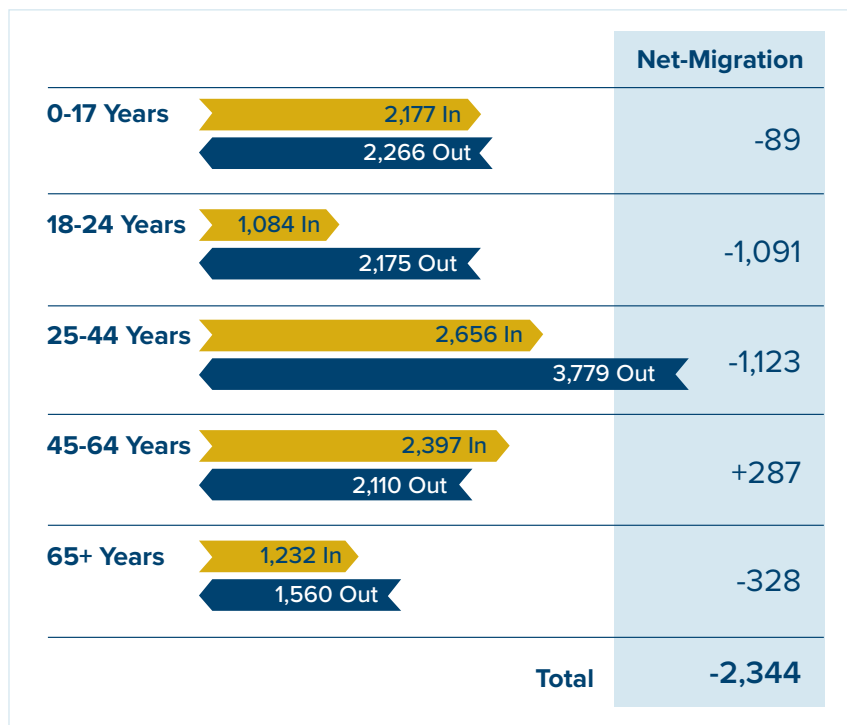 Net-Migration
0-17 Years
2,177 In
2,266 Out
-89
18-24 Years
1,084 In
2,175 Out
-1,091
25-44 Years
2,656 In
3,779 Out
-1,123
45-64 Years
2,397 In
2,110 Out
+287
65+ Years
1,232 In
1,560 Out
-328
Total
-2,344